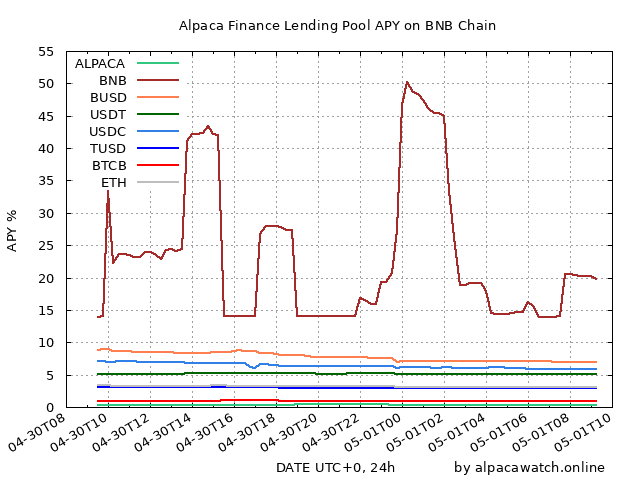 Alpaca Finance Lending Pool APY on BNB Chain
55
50
45
40
35
30
25
20
15
10
5
0
APY %
ALPACA
BNB
BUSD
USDT
USDC
TUSD
BTCB
ETH
04-30T08
04-30T10
04-30T12
04-30T14
04-30T16
04-30T18
04-30T20
04-30T22
05-01T00
05-01T02
05-01T04
05-01T06
05-01T08
05-01T10
DATE UTC+0, 24h
by alpacawatch.online